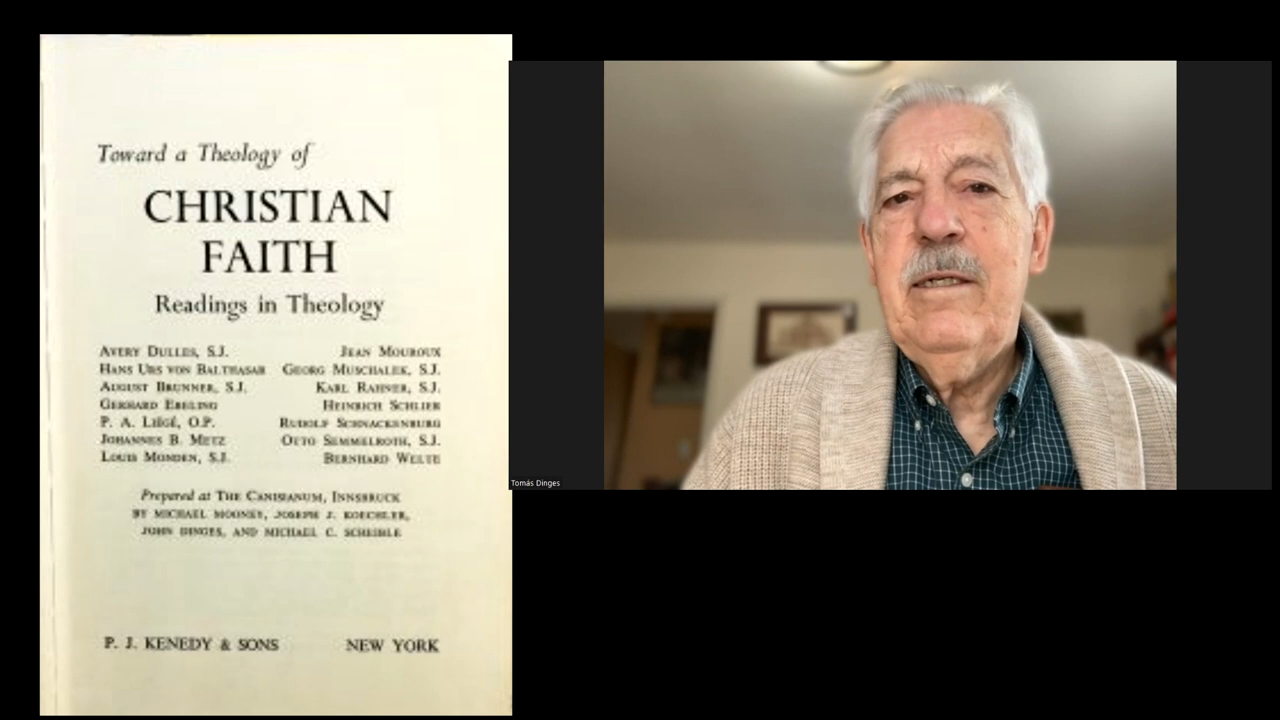 Toward a Theology of
CHRISTIAN
FAITH
Readings in Theology
AVERY DULLES, S.J. JEAN MOUROUX
HANS URS VON BALTHASAR GEORG MUSCHALEK, S.J.
AUGUST BRUNNER, S.J. KARL RAHNER, S.J.
GERHARD EBELING HEINRICH SCHLIER
P. A. LIÉGÉ, O.P. RUDOLF SCHNACKENBURG
JOHANNES B. METZ OTTO SEMMELROTH, S.J.
LOUIS MONDEN, S.J. BERNHARD WELTE
Prepared at THE CANISIANUM, INNSBRUCK
BY MICHAEL MOONEY, JOSEPH J. KOECHLER,
JOHN DINGES, AND MICHAEL C. SCHEIBLE
P. J. KENEDY & SONS NEW YORK
Tomás Dinges